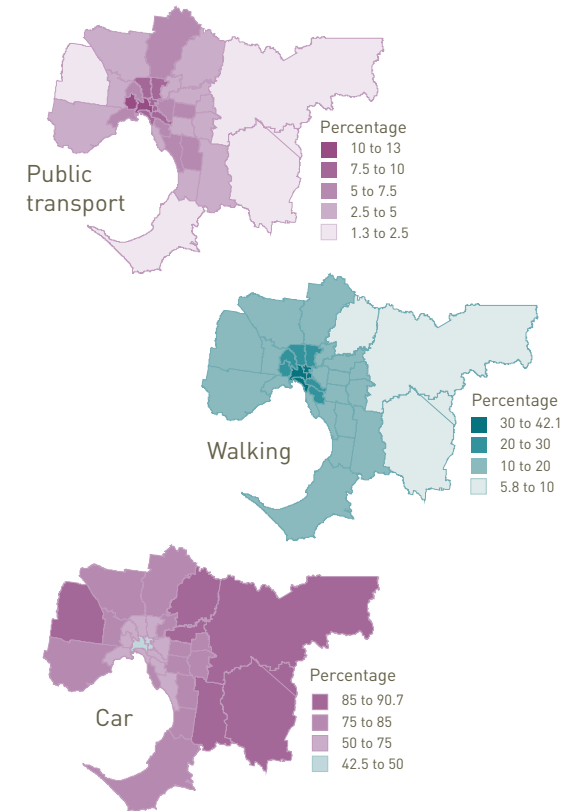 Public
transport
Percentage
10 to 13
7.5 to 10
5 to 7.5
2.5 to 5
1.3 to 2.5
Walking
Percentage
30 to 42.1
20 to 30
10 to 20
5.8 to 10
Car
Percentage
85 to 90.7
75 to 85
50 to 75
42.5 to 50